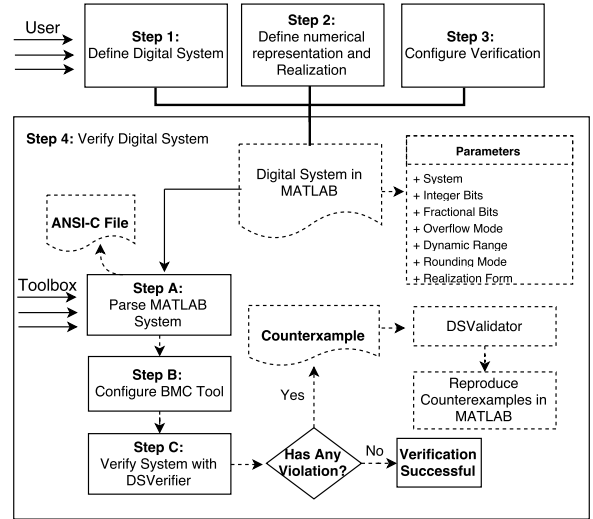 User
Step 1:
Define Digital System
Step 2:
Define numerical
representation and
Realization
Step 3:
Configure Verification
Step 4: Verify Digital System
Digital System in
MATLAB
Parameters
+ System
+ Integer Bits
+ Fractional Bits
+ Overflow Mode
+ Dynamic Range
+ Rounding Mode
+ Realization Form
ANSI-C File
Toolbox
Step A:
Parse MATLAB
System
Counterxample
DSValidator
Step B:
Configure BMC Tool
Yes
Reproduce
Counterexamples in
MATLAB
Step C:
Verify System with
DSVerifier
Has Any
Violation?
No
Verification
Successful